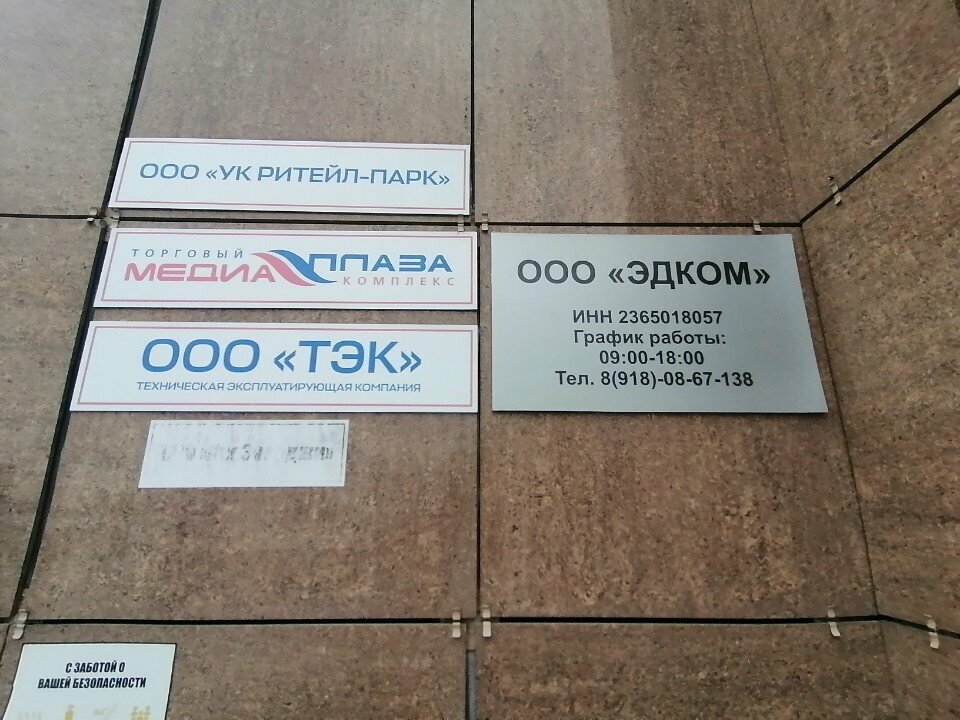 ООО «УК РИТЕЙЛ-ПАРК»
ТОРГОВЫЙ
МЕДИА ПЛАЗА
КОМПЛЕКС
ООО «ТЭК»
ТЕХНИЧЕСКАЯ ЭКСПЛУАТИРУЮЩАЯ КОМПАНИЯ
ООО «ЭДКОМ»
ИНН 2365018057
График работы:
09:00-18:00
Тел. 8(918)-08-67-138
С ЗАБОТОЙ О
ВАШЕЙ БЕЗОПАСНОСТИ